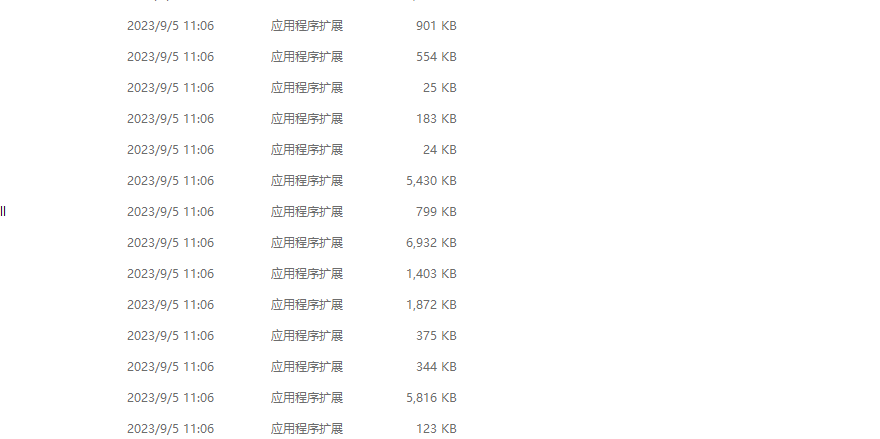 2023/9/5 11:06 应用程序扩展 901 KB
2023/9/5 11:06 应用程序扩展 554 KB
2023/9/5 11:06 应用程序扩展 25 KB
2023/9/5 11:06 应用程序扩展 183 KB
2023/9/5 11:06 应用程序扩展 24 KB
2023/9/5 11:06 应用程序扩展 5,430 KB
ll 2023/9/5 11:06 应用程序扩展 799 KB
2023/9/5 11:06 应用程序扩展 6,932 KB
2023/9/5 11:06 应用程序扩展 1,403 KB
2023/9/5 11:06 应用程序扩展 1,872 KB
2023/9/5 11:06 应用程序扩展 375 KB
2023/9/5 11:06 应用程序扩展 344 KB
2023/9/5 11:06 应用程序扩展 5,816 KB
2023/9/5 11:06 应用程序扩展 123 KB